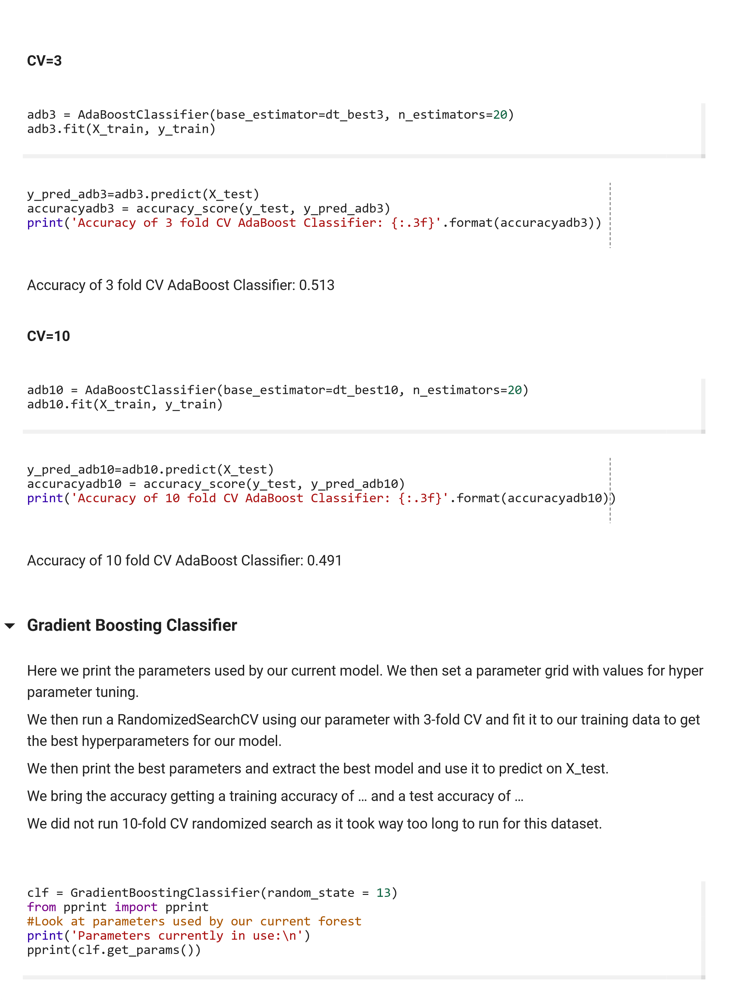 CV=3
adb3 = AdaBoostClassifier(base_estimator=dt_best3, n_estimators=20)
adb3.fit(X_train, y_train)
y_pred_adb3=adb3.predict(X_test)
accuracyadb3 = accuracy_score(y_test, y_pred_adb3)
print('Accuracy of 3 fold CV AdaBoost Classifier: {:.3f}'.format(accuracyadb3))
Accuracy of 3 fold CV AdaBoost Classifier: 0.513
CV=10
adb10 = AdaBoostClassifier(base_estimator=dt_best10, n_estimators=20)
adb10.fit(X_train, y_train)
y_pred_adb10=adb10.predict(X_test)
accuracyadb10 = accuracy_score(y_test, y_pred_adb10)
print('Accuracy of 10 fold CV AdaBoost Classifier: {:.3f}'.format(accuracyadb10))
Accuracy of 10 fold CV AdaBoost Classifier: 0.491
Gradient Boosting Classifier
Here we print the parameters used by our current model. We then set a parameter grid with values for hyper
parameter tuning.
We then run a RandomizedSearchCV using our parameter with 3-fold CV and fit it to our training data to get
the best hyperparameters for our model.
We then print the best parameters and extract the best model and use it to predict on X_test.
We bring the accuracy getting a training accuracy of ... and a test accuracy of ...
We did not run 10-fold CV randomized search as it took way too long to run for this dataset.
clf = GradientBoostingClassifier(random_state = 13)
from pprint import pprint
#Look at parameters used by our current forest
print('Parameters currently in use:\n')
pprint(clf.get_params())